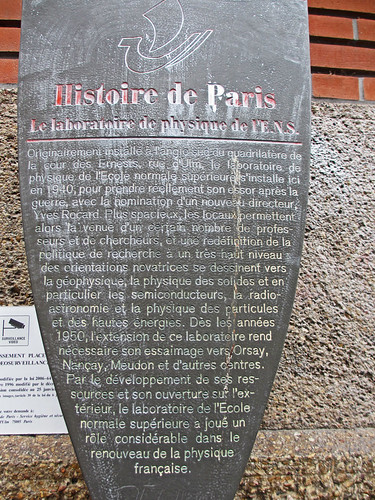 Histoire de Paris
Le laboratoire de physique de l'E.N.S.
Originairement installé à l'angle sud du quadrilatère de
la cour des Ernests, rue d'Ulm, le laboratoire de
physique de l'Ecole normale supérieure s'installe ici
en 1940, pour prendre réellement son essor après la
guerre, avec la nomination d'un nouveau directeur,
Yves Rocard. Plus spacieux, les locaux permettent
alors la venue d'un certain nombre de profes-
seurs et de chercheurs, et une redéfinition de la
politique de recherche à un très haut niveau :
des orientations novatrices se dessinent vers
la géophysique, la physique des solides et en
particulier les semiconducteurs, la radio-
astronomie et la physique des particules
et des hautes énergies. Dès les années
1950, l'extension de ce laboratoire rend
nécessaire son essaimage vers Orsay,
Nançay, Meudon et d'autres centres.
Par le développement de ses res-
sources et son ouverture sur l'ex-
térieur, le laboratoire de l'Ecole
normale supérieure a joué un
rôle considérable dans le
renouveau de la physique
française.
SURVEILLANCE
VIDEO
SSEMENT PLACE
DEOSURVEILLANC